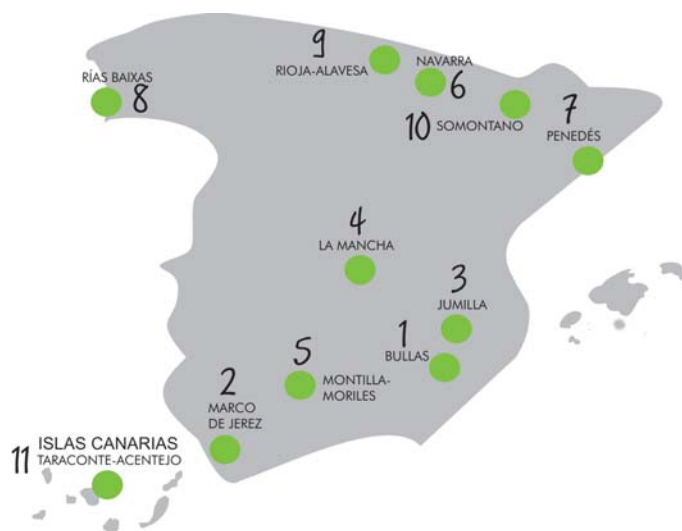 9
RIOJA-ALAVESA
NAVARRA
6
RÍAS BAIXAS
8
10 SOMONTANO
7
PENEDÉS
4
LA MANCHA
3
JUMILLA
1
BULLAS
5
MONTILLA-
MORILES
2
MARCO
DE JEREZ
11 ISLAS CANARIAS
TARACONTE-ACENTEJO